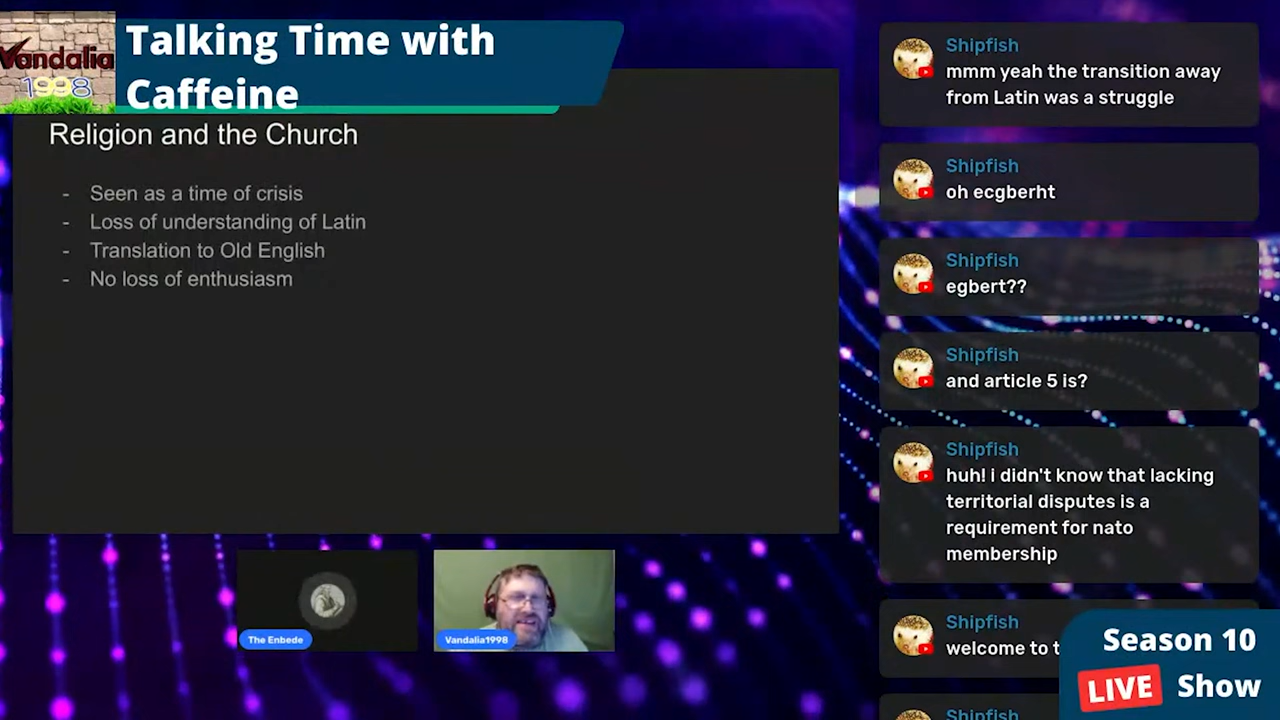 Vandalia
1998
Talking Time with
Caffeine
Religion and the Church
- Seen as a time of crisis
- Loss of understanding of Latin
- Translation to Old English
- No loss of enthusiasm
The Enbede
Vandalia1998
Shipfish
mmm yeah the transition away
from Latin was a struggle
Shipfish
oh ecgberht
Shipfish
egbert??
Shipfish
and article 5 is?
Shipfish
huh! i didn't know that lacking
territorial disputes is a
requirement for nato
membership
Shipfish
welcome to t
Shipfish
Season 10
LIVE Show